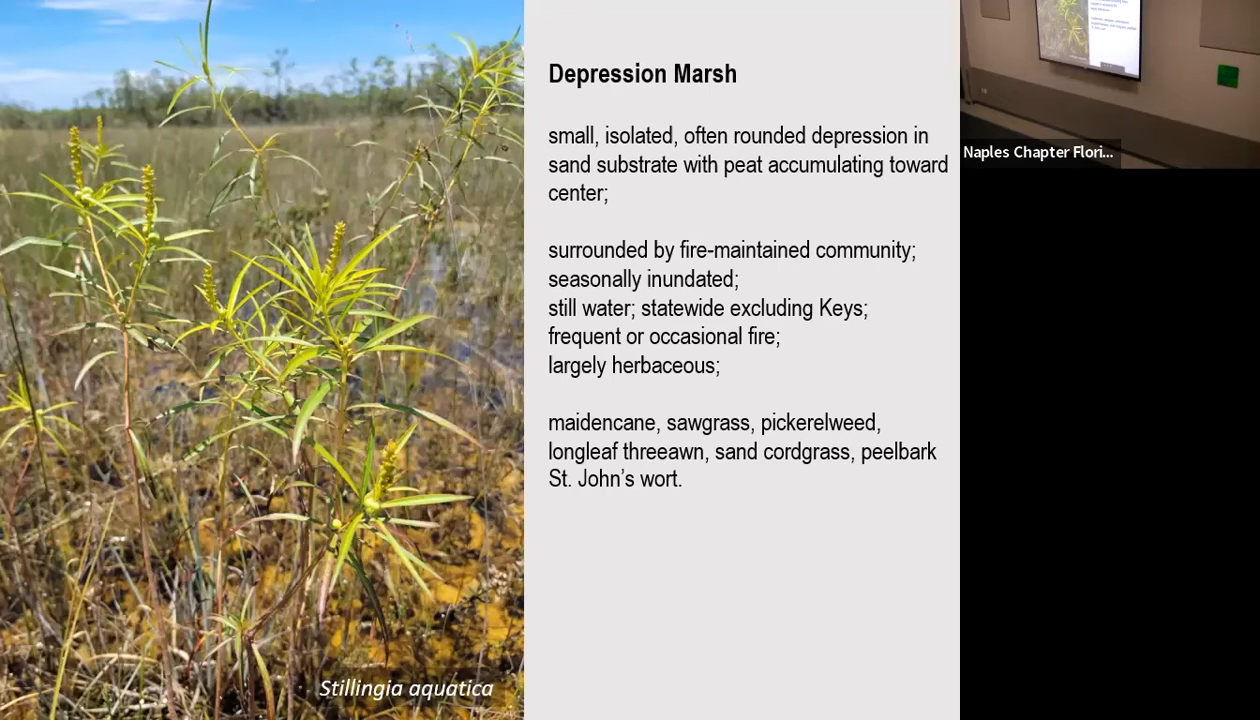 Depression Marsh
small, isolated, often rounded depression in
sand substrate with peat accumulating toward
center;
surrounded by fire-maintained community;
seasonally inundated;
still water; statewide excluding Keys;
frequent or occasional fire;
largely herbaceous;
maidencane, sawgrass, pickerelweed,
longleaf threeawn, sand cordgrass, peelbark
St. John’s wort.
Stillingia aquatica
Naples Chapter Flori...